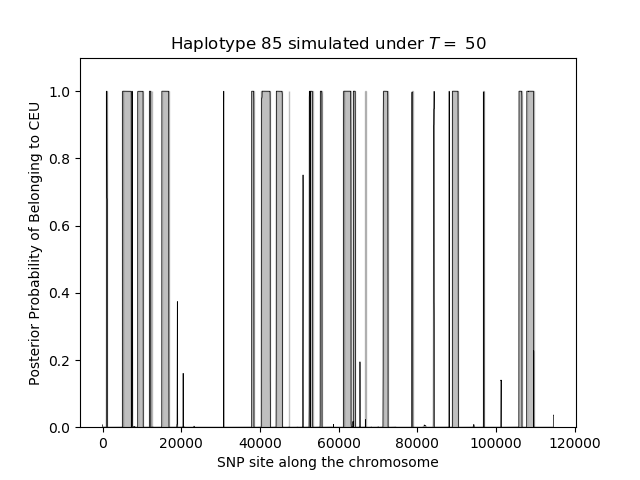 Haplotype 85 simulated under T = 50
Posterior Probability of Belonging to CEU
1.0
0.8
0.6
0.4
0.2
0.0
0 20000 40000 60000 80000 100000 120000
SNP site along the chromosome